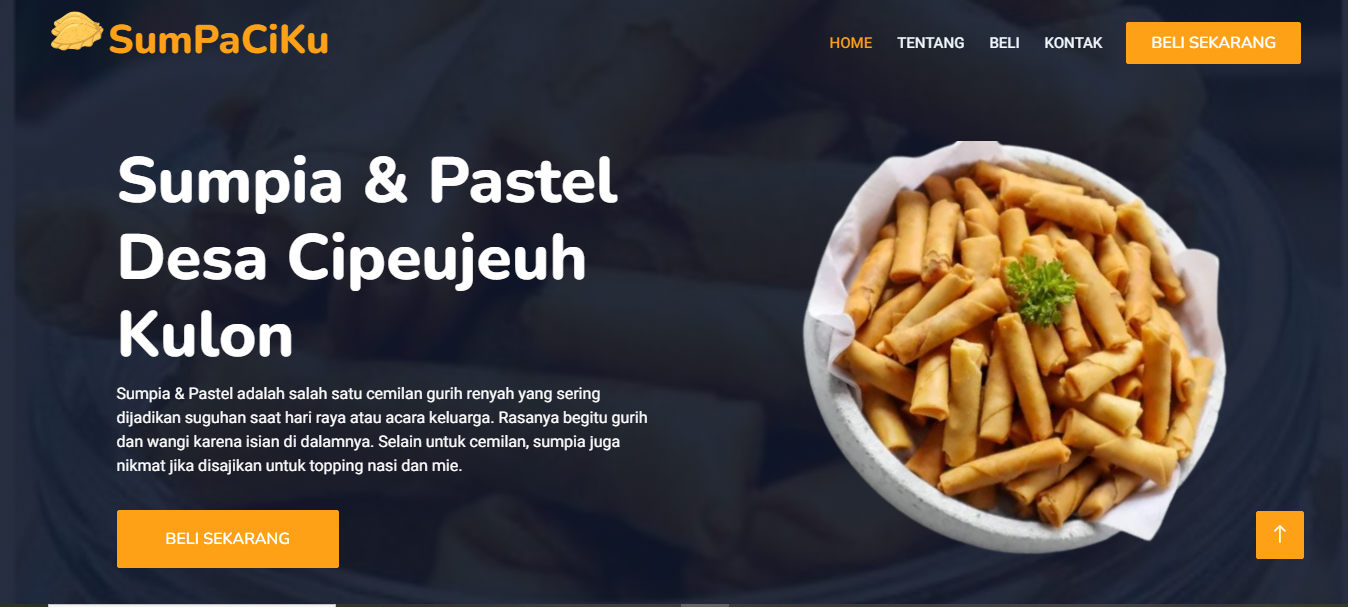 SumPaCiKu
HOME TENTANG BELI KONTAK BELI SEKARANG
Sumpia & Pastel
Desa Cipeujeuh
Kulon
Sumpia & Pastel adalah salah satu cemilan gurih renyah yang sering
dijadikan suguhan saat hari raya atau acara keluarga. Rasanya begitu gurih
dan wangi karena isian di dalamnya. Selain untuk cemilan, sumpia juga
nikmat jika disajikan untuk topping nasi dan mie.
BELI SEKARANG